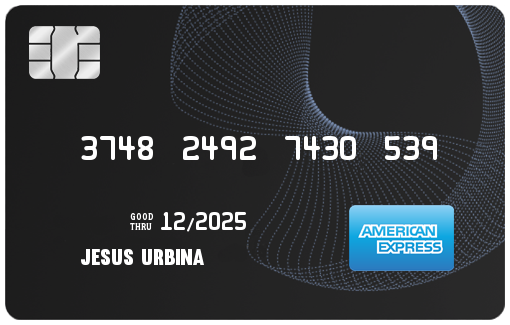 3748 2492 7430 539
GOOD THRU 12/2025
JESUS URBINA
AMERICAN
EXPRESS